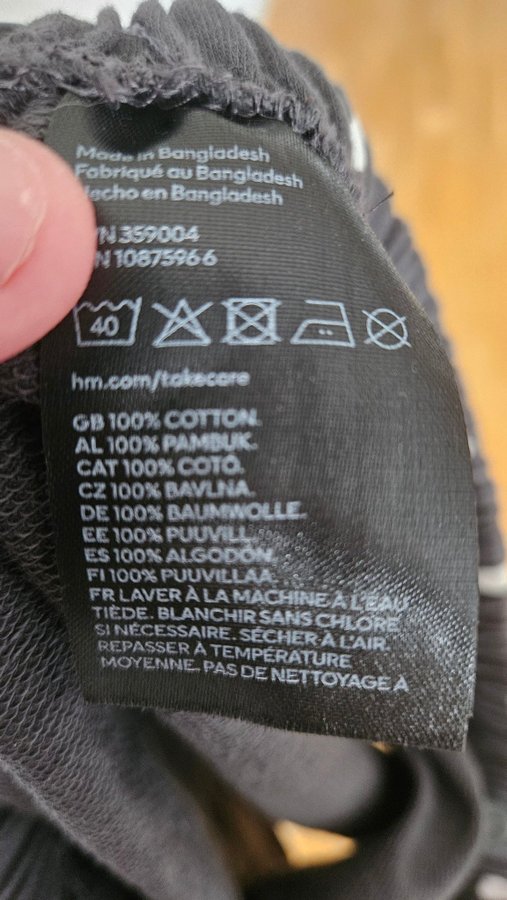 Made in Bangladesh
Fabriqué au Bangladesh
Hecho en Bangladesh
359004
10875966
40
hm.com/takecare
GB 100% COTTON.
AL 100% PAMBUK.
CAT 100% COTÓ.
CZ 100% BAVLNA.
DE 100% BAUMWOLLE.
EE 100% PUUVILL.
ES 100% ALGODÓN.
FI 100% PUUVILLAA.
FR LAVER À LA MACHINE À L'EAU
TIÈDE. BLANCHIR SANS CHLORE
SI NÉCESSAIRE. SÉCHER À L'AIR.
REPASSER À TEMPÉRATURE
MOYENNE. PAS DE NETTOYAGE À